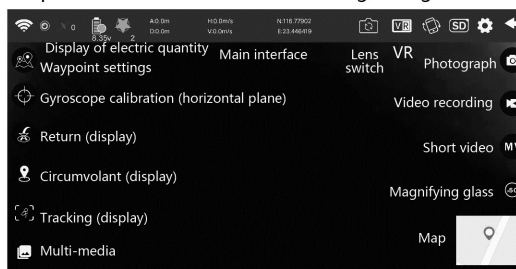 A:0.0m H:0.0m/s N:116.77902
0 D:0.0m V:0.0m/s E:23.446419 VR SD
8.35v 2
Display of electric quantity
Waypoint settings
Main interface
Lens
switch
VR
Photograph
Gyroscope calibration (horizontal plane)
Video recording
Return (display)
Short video
Circumvolant (display)
Magnifying glass
Tracking (display)
Multi-media
Map